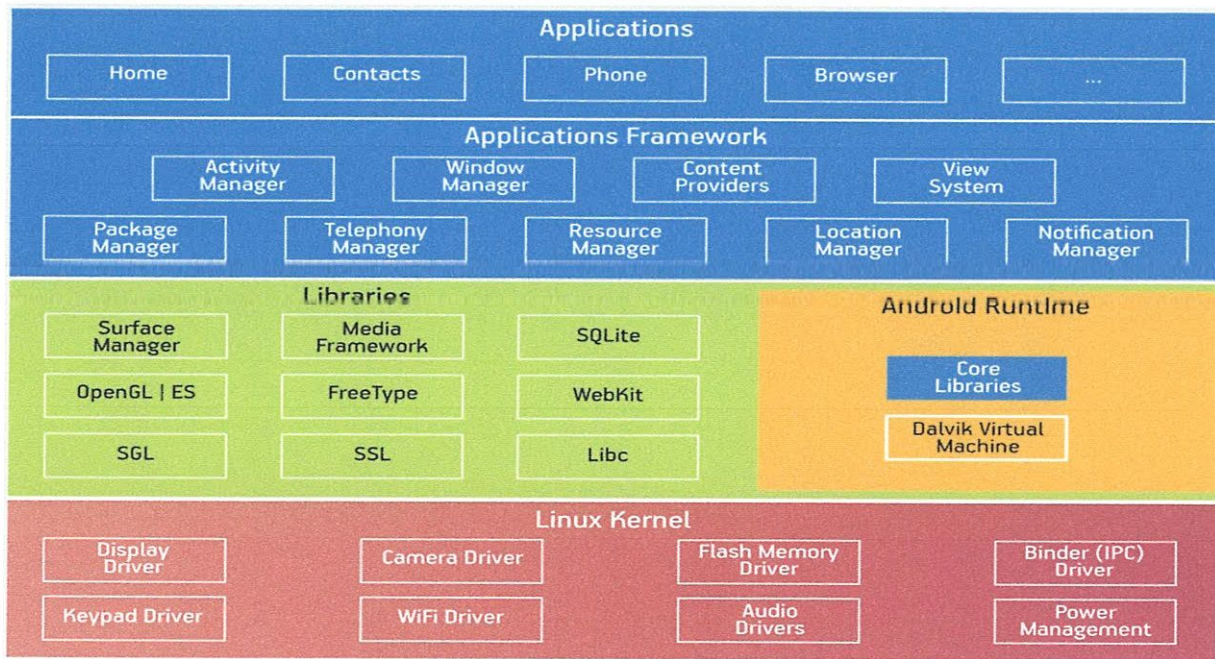 Applications
Home
Contacts
Phone
Browser
...
Applications Framework
Activity
Manager
Window
Manager
Content
Providers
View
System
Package
Manager
Telephony
Manager
Resource
Manager
Location
Manager
Notification
Manager
Libraries
Surface
Manager
Media
Framework
SQLite
OpenGL | ES
FreeType
WebKit
SGL
SSL
Libc
Android Runtime
Core
Libraries
Dalvik Virtual
Machine
Linux Kernel
Display
Driver
Camera Driver
Flash Memory
Driver
Binder (IPC)
Driver
Keypad Driver
WiFi Driver
Audio
Drivers
Power
Management